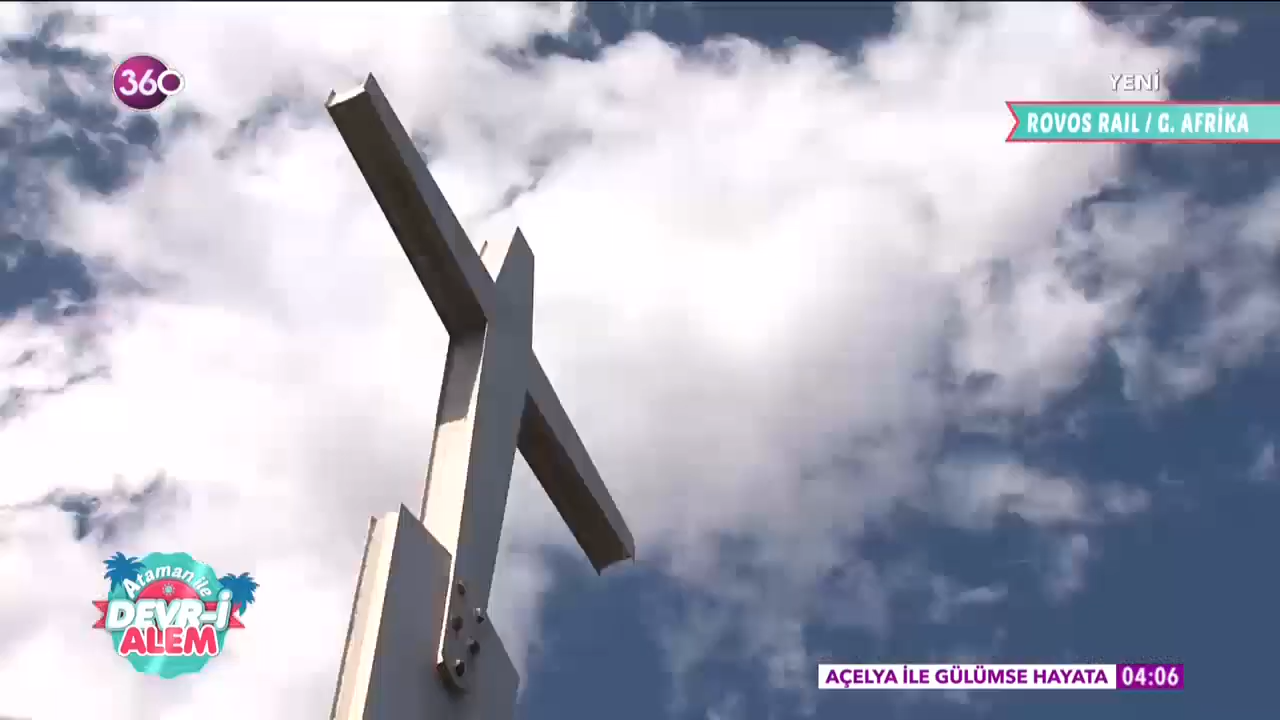 360
YENİ
ROVOS RAIL / G. AFRİKA
Ataman ile
DEVR-İ
ALEM
AÇELYA İLE GÜLÜMSE HAYATA 04:06